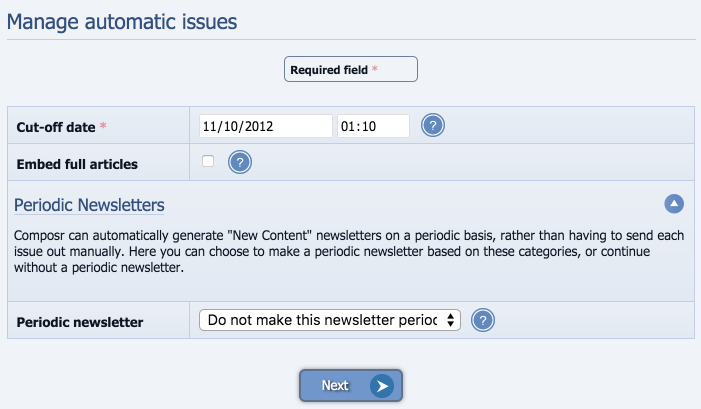 Manage automatic issues
Required field *
Cut-off date * 11/10/2012 01:10 ?
Embed full articles ?
Periodic Newsletters
Composr can automatically generate "New Content" newsletters on a periodic basis, rather than having to send each
issue out manually. Here you can choose to make a periodic newsletter based on these categories, or continue
without a periodic newsletter.
Periodic newsletter Do not make this newsletter perioc ?
Next